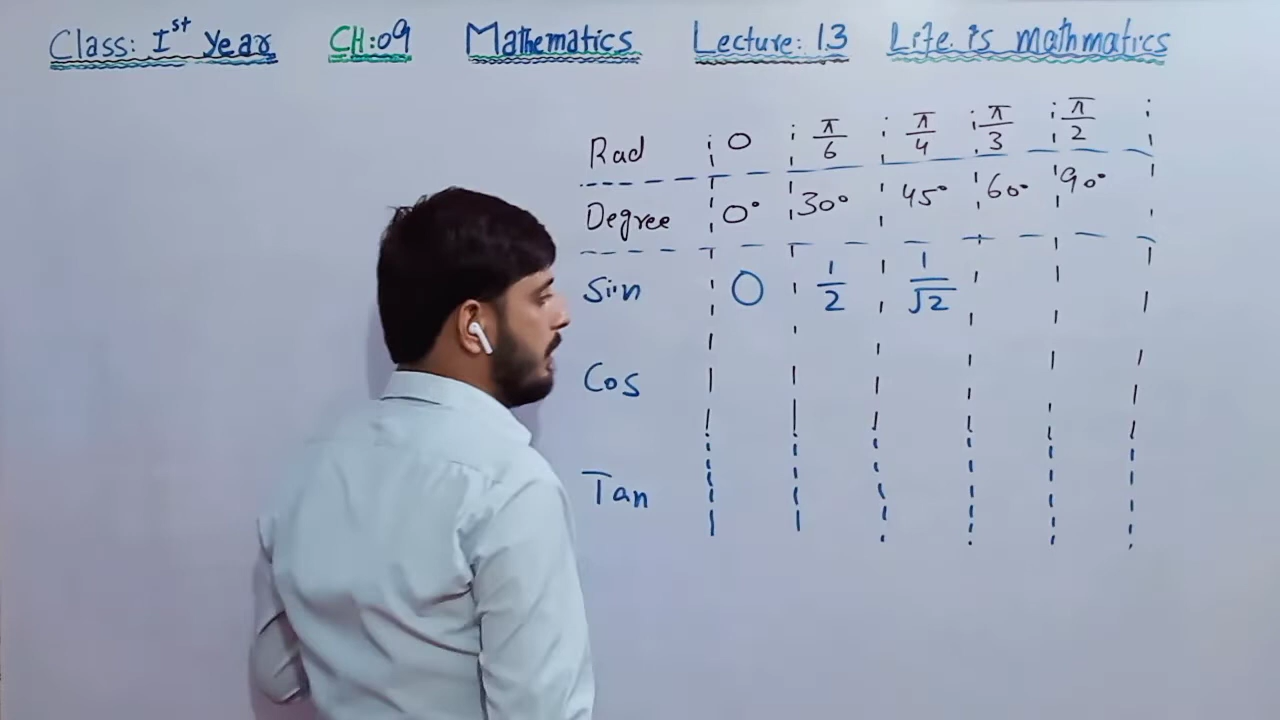 Class: Ist Year CH:09 Mathematics Lecture: 13 Life is mathmatics
Rad 0 π/6 π/4 π/3 π/2
Degree 0° 30° 45° 60° 90°
Sin 0 1/2 1/√2
Cos
Tan